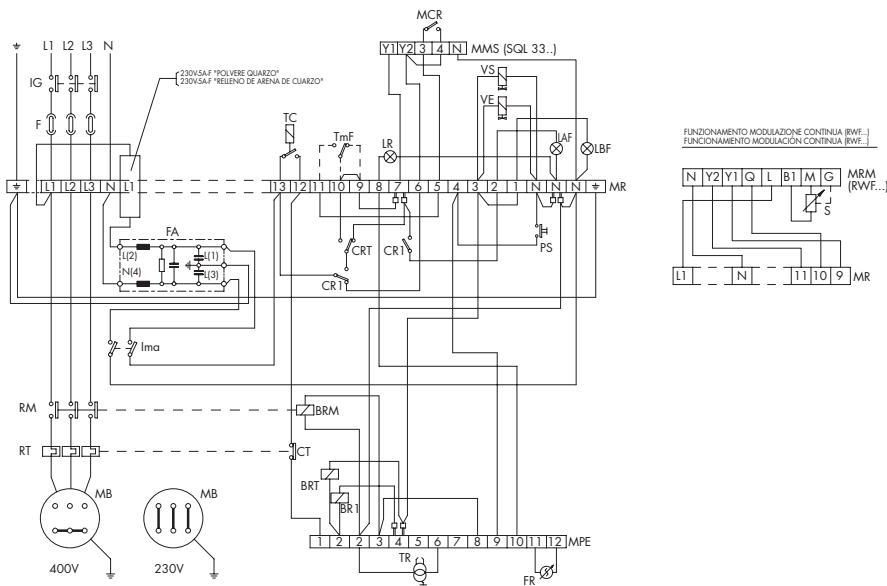 MCR
L1 L2 L3 N
Y1 Y2 3 4 N MMS (SQL 33..)
IG
230V-5A-F "POLVERE QUARZO"
230V-5A-F "RELLENO DE ARENA DE CUARZO"
VS
VE
F
TC
TmF
LR
LAF
LBF
L1 L2 L3 N L1
13 12 11 10 9 8 7 6 5 4 3 2 1 N N N MR
FA
L(2)
L(1)
N(4)
L(3)
CRT
CR1
PS
CR1
Ima
RM
BRM
RT
CT
BRT
BR1
MB
MB
400V
230V
1 2 2 3 4 5 6 7 8 9 10 11 12 MPE
TR
FR
FUNZIONAMENTO MODULAZIONE CONTINUA (RWF...)
FUNCIONAMENTO MODULACIÓN CONTINUA (RWF...)
N Y2 Y1 Q L B1 M G
MRM
(RWF...)
S
L1 N 11 10 9 MR